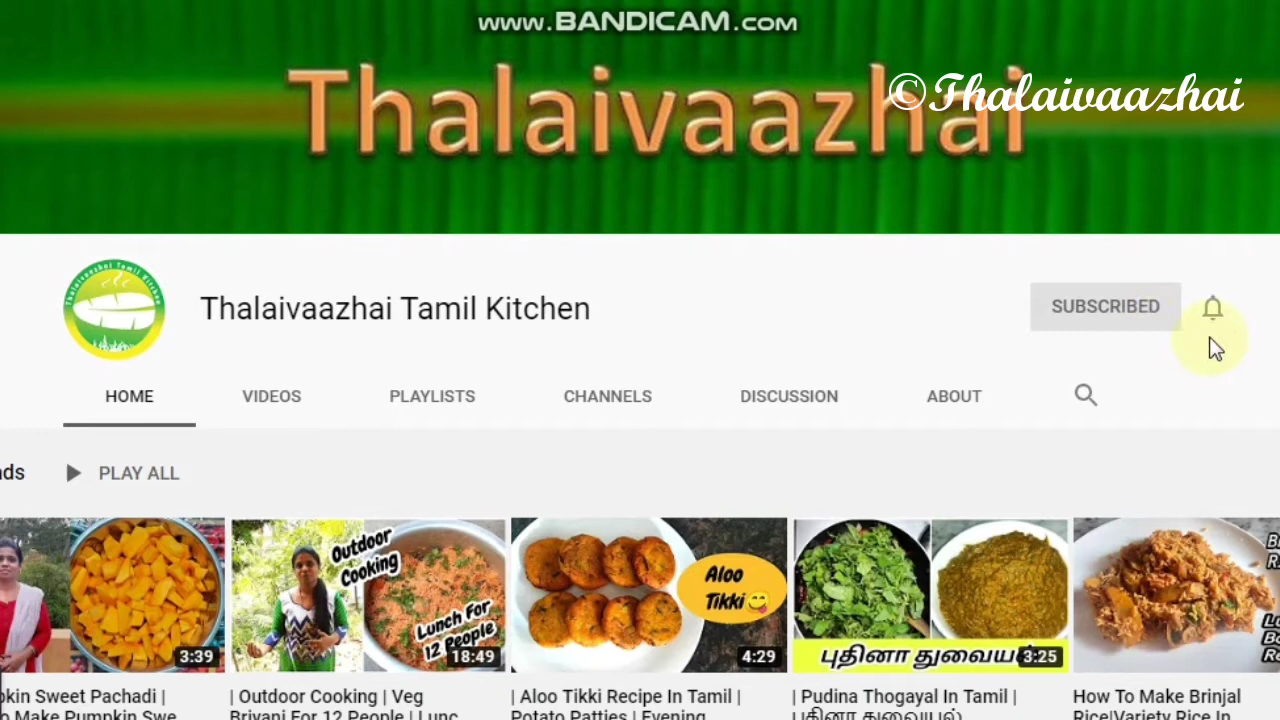 www.BANDICAM.com
Thalaivaazhai
©Thalaivaazhai
Thalaivaazhai Tamil Kitchen
Thalaivaazhai Tamil Kitchen
SUBSCRIBED
HOME VIDEOS PLAYLISTS CHANNELS DISCUSSION ABOUT
PLAY ALL
Outdoor
Cooking
Lunch For
12 People
Aloo
Tikki
புதினா
3:39
18:49
4:29
3:25
Sweet Pachadi |
Make Pumpkin Swe
| Outdoor Cooking | Veg
Briyani For 12 People | Lunc
| Aloo Tikki Recipe In Tamil |
Potato Patties | Evening
| Pudina Thogayal In Tamil |
| புதினா துவையல்
How To Make Brinjal
Rice|Variety Rice In